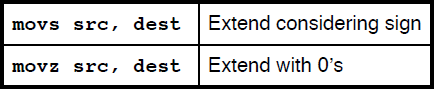 movs src, dest Extend considering sign
movz src, dest Extend with 0’s